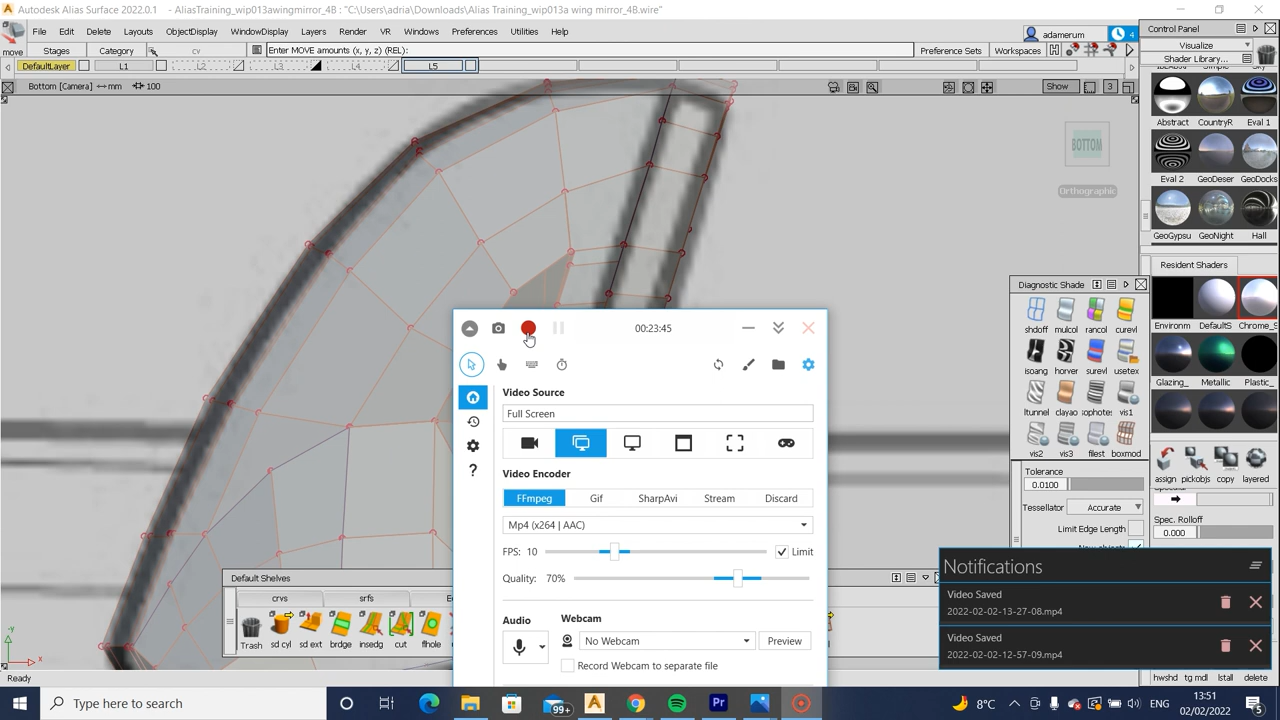 Autodesk Alias Surface 2022.0.1 - AliasTraining_wip013awingmirror_4B : "C:\Users\adria\Downloads\Alias Training_wip013a wing mirror_4B.wire"
File Edit Delete Layouts ObjectDisplay WindowDisplay Layers Render VR Windows Preferences Utilities Help
adamerum 4
Control Panel
move
Stages Category cv Enter MOVE amounts (x, y, z) (REL): Preference Sets Workspaces
Visualize
Shader Library...
DefaultLayer L1 L2 L3 L4 L5
Bottom [Camera] mm 100 Show 3
Abstract CountryR Eval 1
BOTTOM
Eval 2 GeoDeser GeoDocks
Orthographic
GeoGypsu GeoNight Hall
Resident Shaders
Diagnostic Shade
shdoff mulcol rancol curevl
Environm DefaultS Chrome_S
isoang horver surevl usetex
Glazing_ Metallic Plastic_
ltunnel clayao vis1
vis2 vis3 filest boxmod
assign pickobjs copy layered
Tolerance
0.0100
Tessellator Accurate
Limit Edge Length
Spec. Rolloff
0.000
00:23:45
Video Source
Full Screen
Video Encoder
FFmpeg Gif SharpAvi Stream Discard
Mp4 (x264 | AAC)
FPS: 10 Limit
Quality: 70%
Audio Webcam
No Webcam Preview
Record Webcam to separate file
Default Shelves
crvs srfs
Trash sd cyl sd ext brdge insedg cut flhole
Notifications
Video Saved
2022-02-02-13-27-08.mp4
Video Saved
2022-02-02-12-57-09.mp4
Ready
hwshd tg mdl lstall delete
Type here to search
99+
Pr
8°C
ENG
13:51
02/02/2022
5